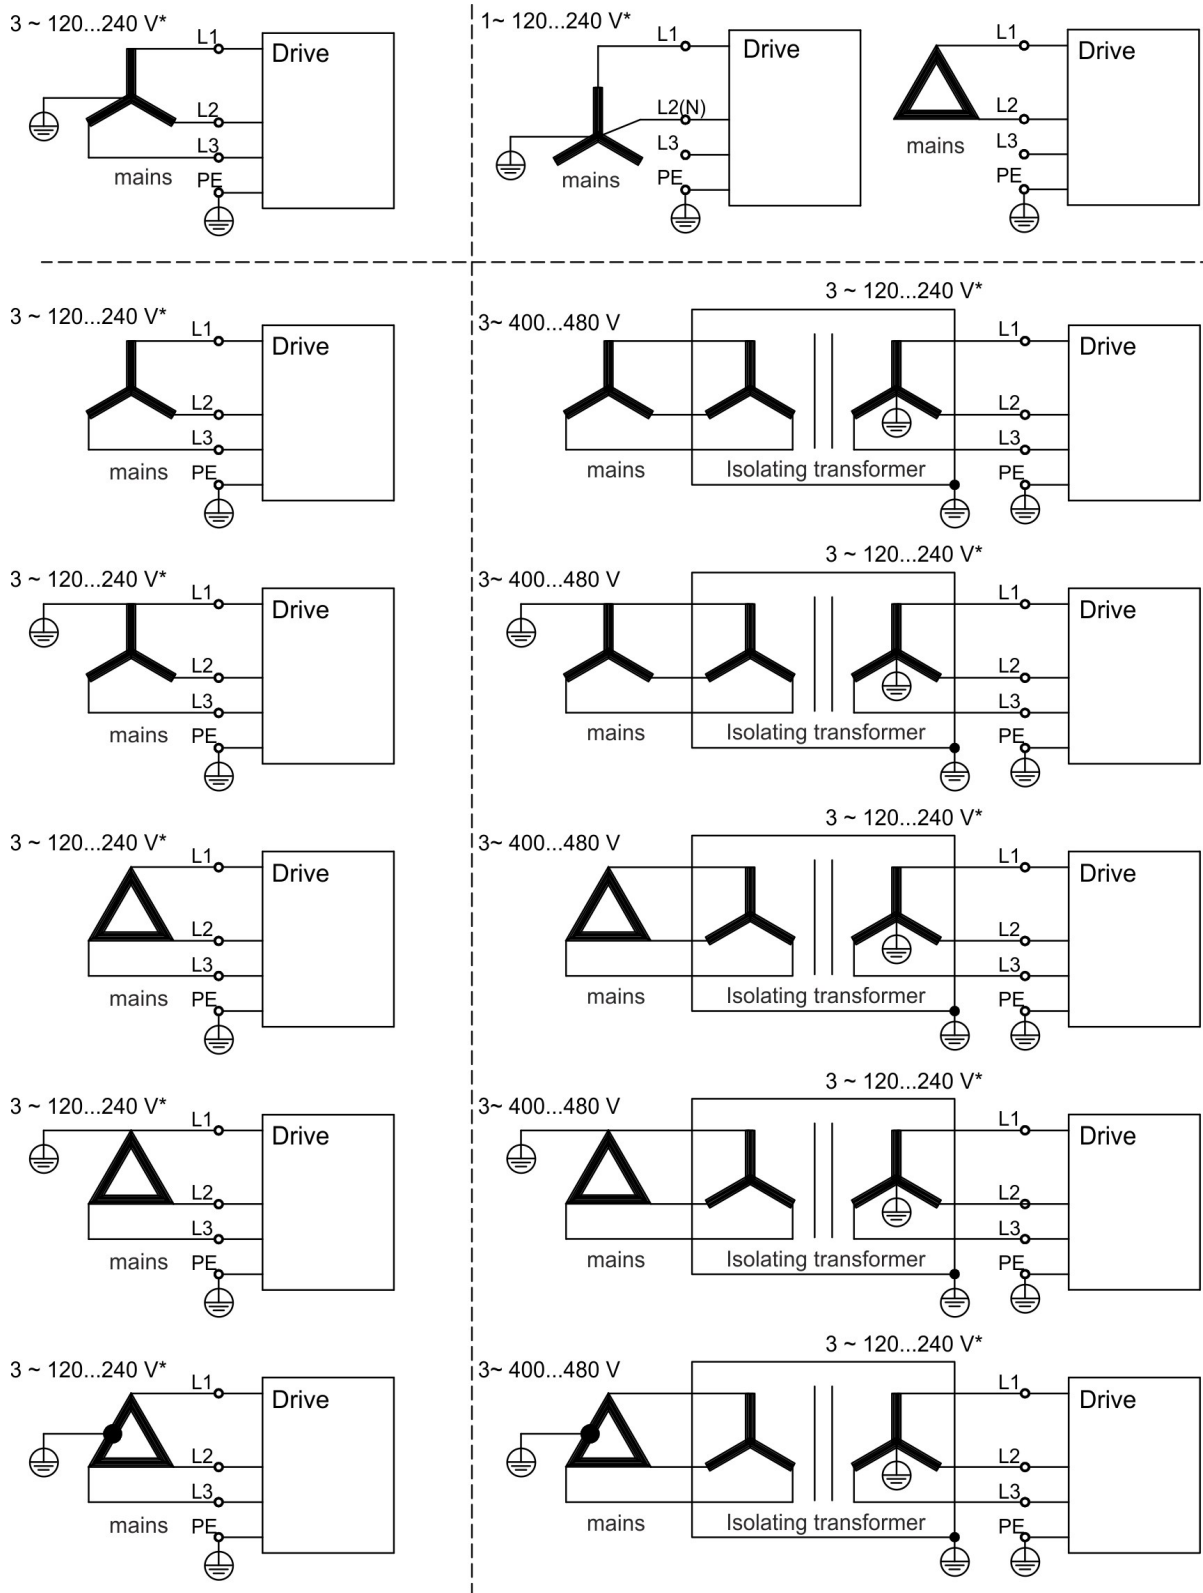 3 ~ 120...240 V*
L1
Drive
L2
L3
mains
PE
1~ 120...240 V*
L1
Drive
L2(N)
L3
mains
PE
L1
Drive
L2
mains
L3
PE
3 ~ 120...240 V*
L1
Drive
L2
L3
mains
PE
3 ~ 120...240 V*
3~ 400...480 V
L1
Drive
L2
L3
mains
Isolating transformer
PE
3 ~ 120...240 V*
L1
Drive
L2
L3
mains
PE
3 ~ 120...240 V*
3~ 400...480 V
L1
Drive
L2
L3
mains
Isolating transformer
PE
3 ~ 120...240 V*
L1
Drive
L2
L3
mains
PE
3 ~ 120...240 V*
3~ 400...480 V
L1
Drive
L2
L3
mains
Isolating transformer
PE
3 ~ 120...240 V*
L1
Drive
L2
L3
mains
PE
3 ~ 120...240 V*
3~ 400...480 V
L1
Drive
L2
L3
mains
Isolating transformer
PE
3 ~ 120...240 V*
L1
Drive
L2
L3
mains
PE
3 ~ 120...240 V*
3~ 400...480 V
L1
Drive
L2
L3
mains
Isolating transformer
PE